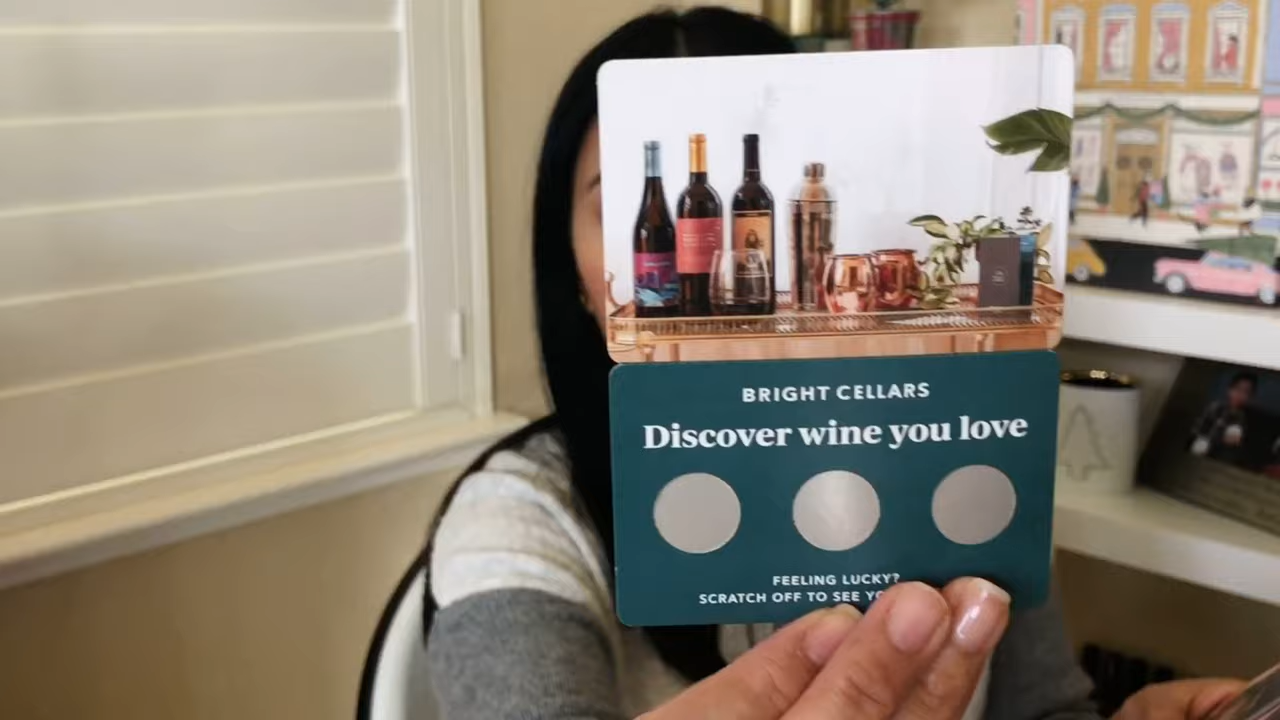 BRIGHT CELLARS
Discover wine you love
FEELING LUCKY?
SCRATCH OFF TO SEE